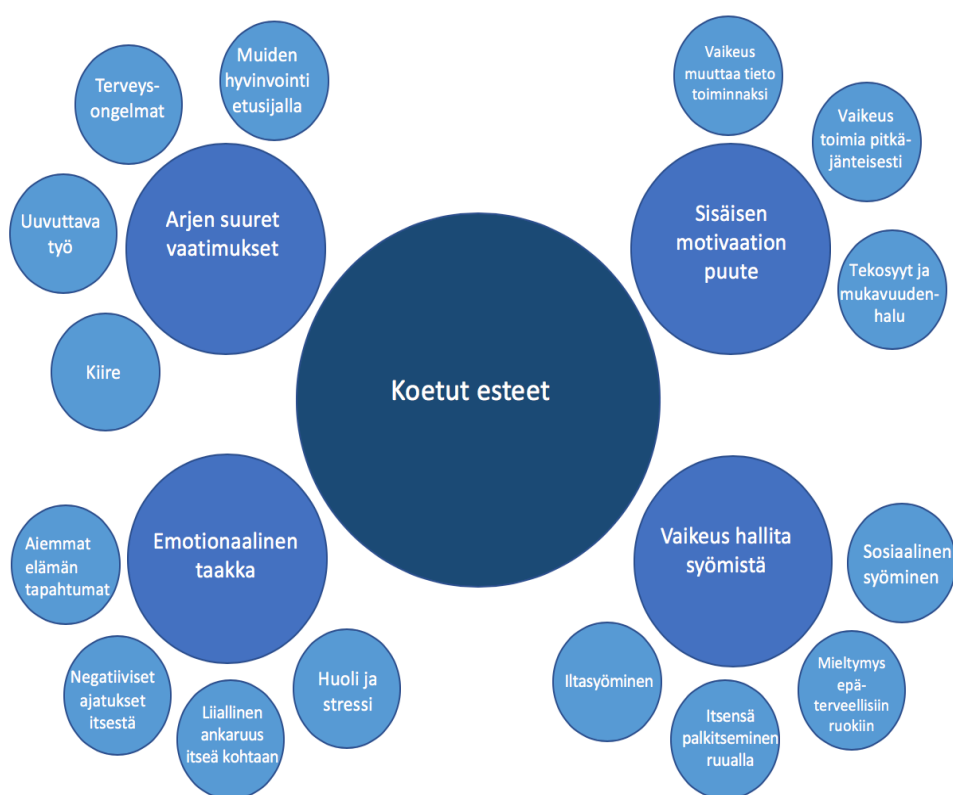 Koetut esteet
Arjen suuret
vaatimukset
Muiden
hyvinvointi
etusijalla
Terveys-
ongelmat
Uuvuttava
työ
Kiire
Sisäisen
motivaation
puute
Vaikeus
muuttaa tieto
toiminnaksi
Vaikeus
toimia pitkä-
jänteisesti
Tekosyyt ja
mukavuuden-
halu
Emotionaalinen
taakka
Aiemmat
elämän
tapahtumat
Negatiiviset
ajatukset
itsestä
Liiallinen
ankaruus
itseä kohtaan
Huoli ja
stressi
Vaikeus hallita
syömistä
Sosiaalinen
syöminen
Mieltymys
epä-
terveellisiin
ruokiin
Itsensä
palkitseminen
ruualla
Iltasyöminen